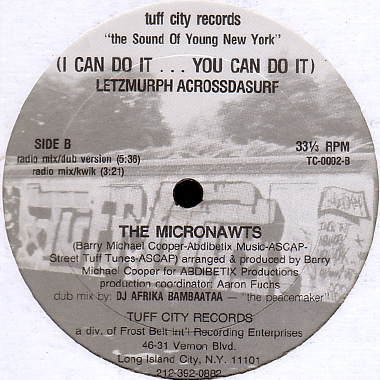 tuff city records
"the Sound Of Young New York"
(I CAN DO IT . . . YOU CAN DO IT)
LETZMURPH ACROSSDASURF
SIDE B
33⅓ RPM
radio mix/dub version (5:36)
TC-0002-B
radio mix/kwik (3:21)
THE MICRONAWTS
(Barry Michael Cooper-Abdibetix Music-ASCAP-
Street Tuff Tunes-ASCAP) arranged & produced by Barry
Michael Cooper for ABDIBETIX Productions
production coordinator: Aaron Fuchs
dub mix by: DJ AFRIKA BAMBAATAA — "the peacemaker"
TUFF CITY RECORDS
a div. of Frost Belt Int'l Recording Enterprises
46-31 Vernon Blvd.
Long Island City, N.Y. 11101
212-392-0882